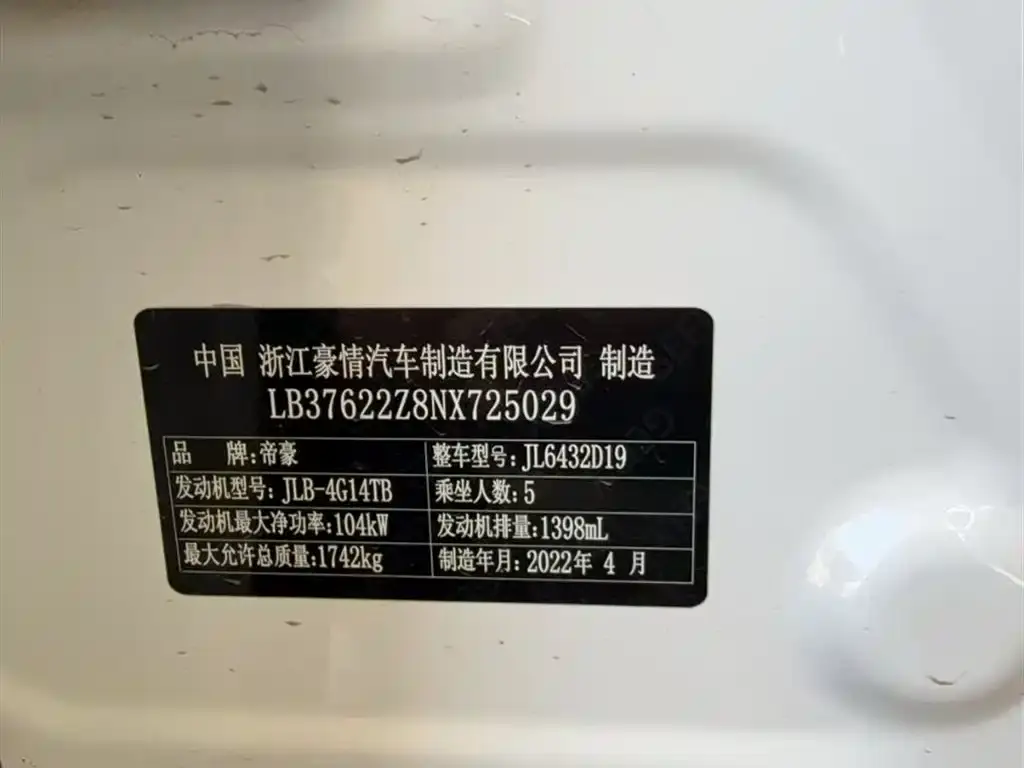 中国 浙江豪情汽车制造有限公司 制造
LB37622Z8NX725029
品 牌:帝豪 整车型号:JL6432D19
发动机型号:JLB-4G14TB 乘坐人数:5
发动机最大净功率:104kW 发动机排量:1398mL
最大允许总质量:1742kg 制造年月:2022年 4 月